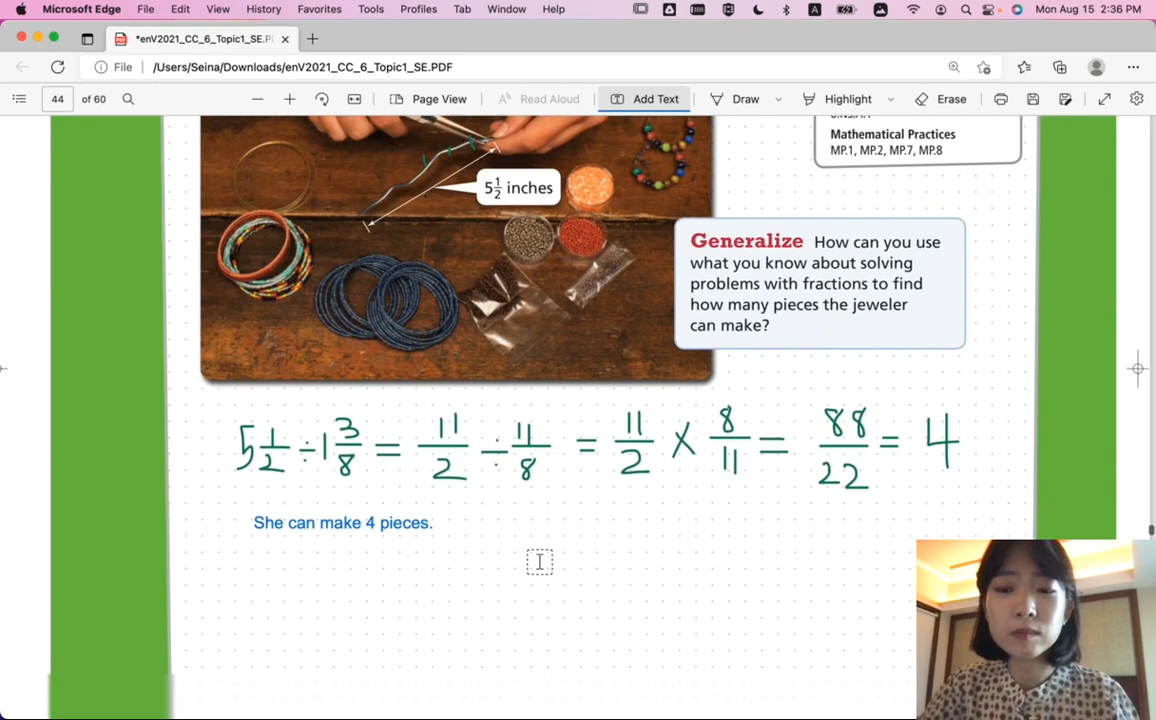 Microsoft Edge File Edit View History Favorites Tools Profiles Tab Window Help A Mon Aug 15 2:36 PM
*enV2021_CC_6_Topic1_SE.P
File /Users/Seina/Downloads/enV2021_CC_6_Topic1_SE.PDF
44 of 60 Page View Read Aloud Add Text Draw Highlight Erase
Mathematical Practices
MP.1, MP.2, MP.7, MP.8
5 1/2 inches
Generalize How can you use
what you know about solving
problems with fractions to find
how many pieces the jeweler
can make?
5 1/2 ÷ 1 3/8 = 11/2 ÷ 11/8 = 11/2 × 8/11 = 88/22 = 4
She can make 4 pieces.